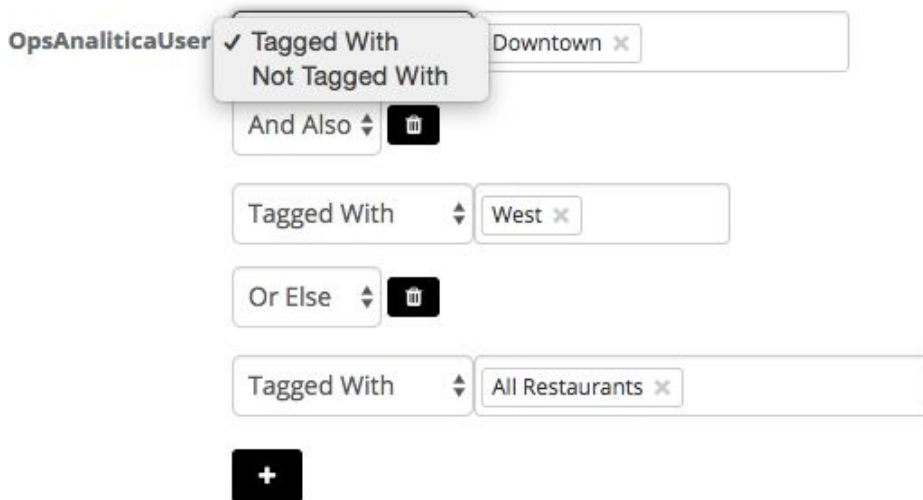 OpsAnaliticaUser ✓ Tagged With Downtown ×
Not Tagged With
And Also
Tagged With West ×
Or Else
Tagged With All Restaurants ×
+